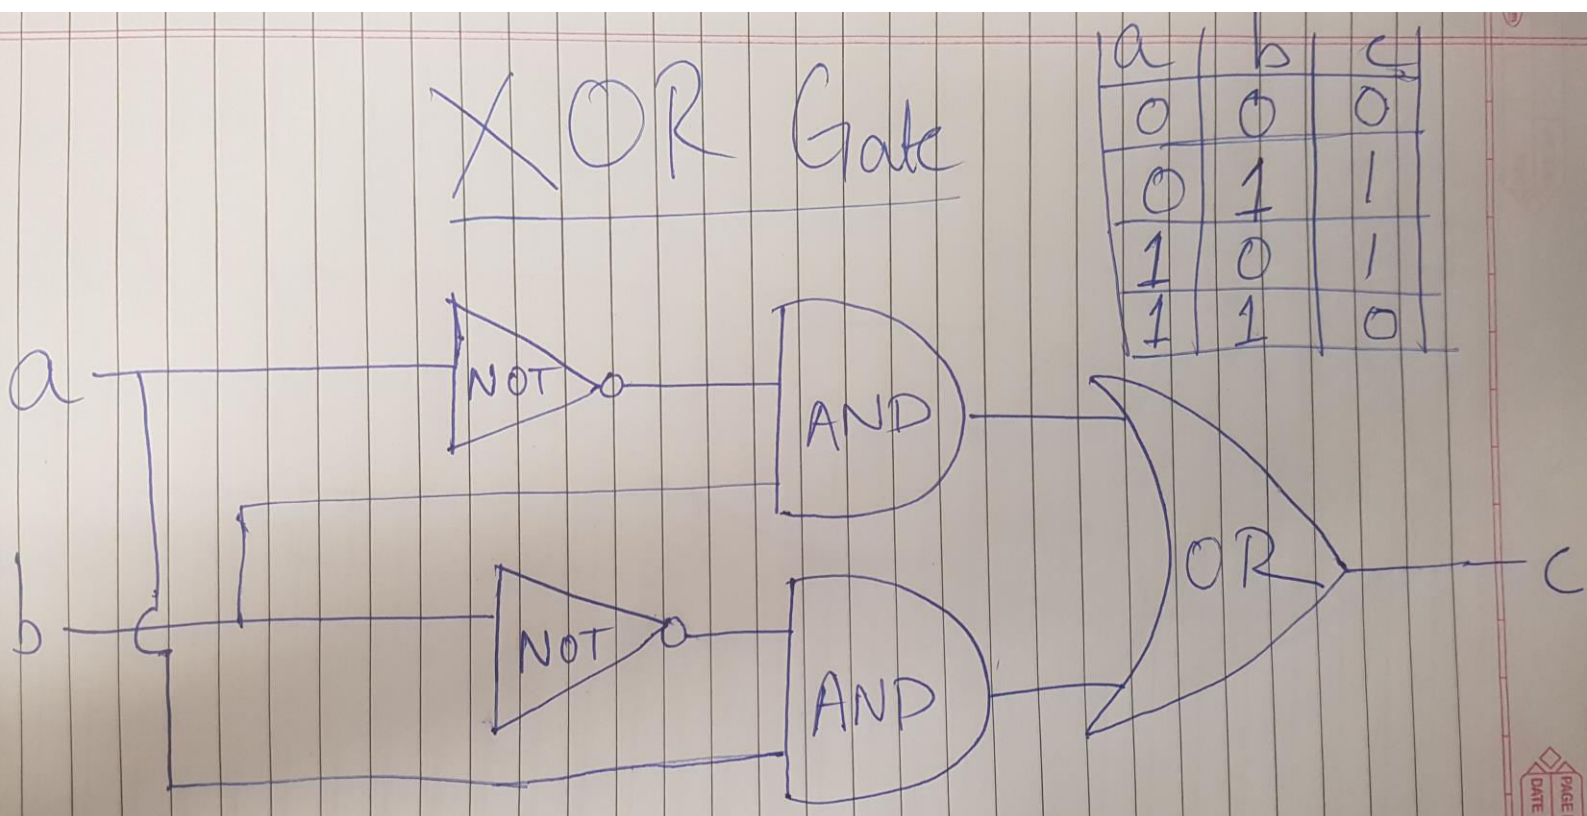 XOR Gate
a b c
0 0 0
0 1 1
1 0 1
1 1 0
a
NOT
AND
b
NOT
AND
OR
c
PAGE
DATE